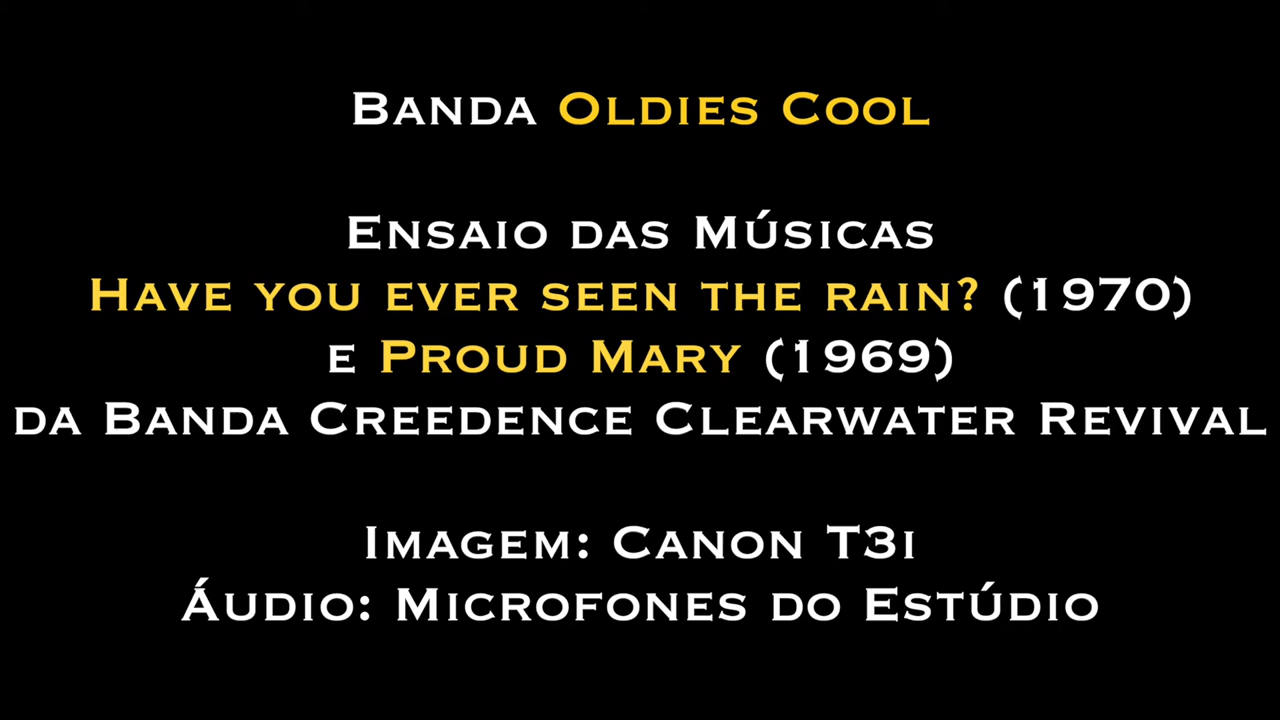 Banda Oldies Cool
Ensaio das Músicas
Have you ever seen the rain? (1970)
e Proud Mary (1969)
da Banda Creedence Clearwater Revival
Imagem: Canon T3i
Áudio: Microfones do Estúdio